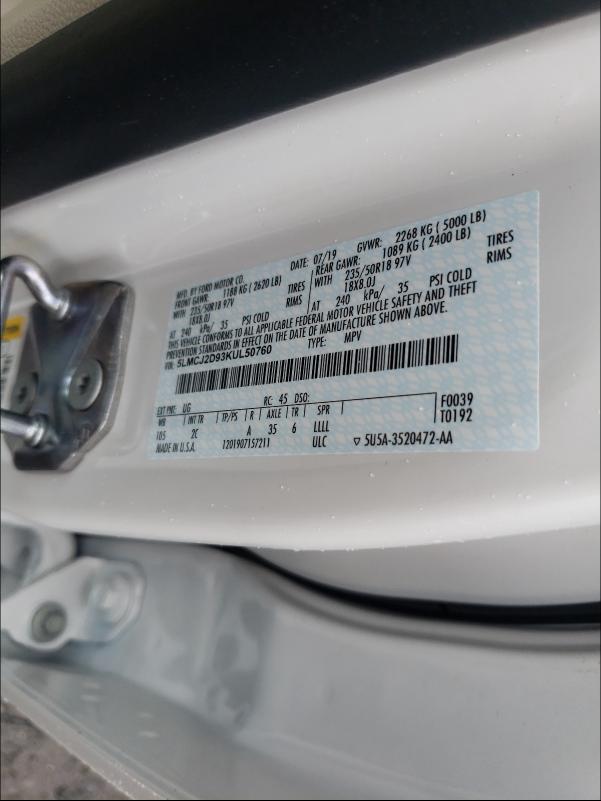 MFD. BY FORD MOTOR CO.
DATE: 07/19 GVWR: 2268 KG ( 5000 LB)
FRONT GAWR: 1188 KG ( 2620 LB) REAR GAWR: 1089 KG ( 2400 LB)
WITH 235/50R18 97V TIRES WITH 235/50R18 97V TIRES
18X8.0J RIMS 18X8.0J RIMS
AT 240 kPa/ 35 PSI COLD AT 240 kPa/ 35 PSI COLD
THIS VEHICLE CONFORMS TO ALL APPLICABLE FEDERAL MOTOR VEHICLE SAFETY AND THEFT
PREVENTION STANDARDS IN EFFECT ON THE DATE OF MANUFACTURE SHOWN ABOVE.
VIN: 5LMCJ2D93KUL50760 TYPE: MPV
EXT PNT: UG RC: 45 DSO: F0039
WB INT TR TP/PS R AXLE TR SPR T0192
105 2C A 35 6 LLLL
MADE IN U.S.A. 1201907157211 ULC ▽ 5U5A-3520472-AA